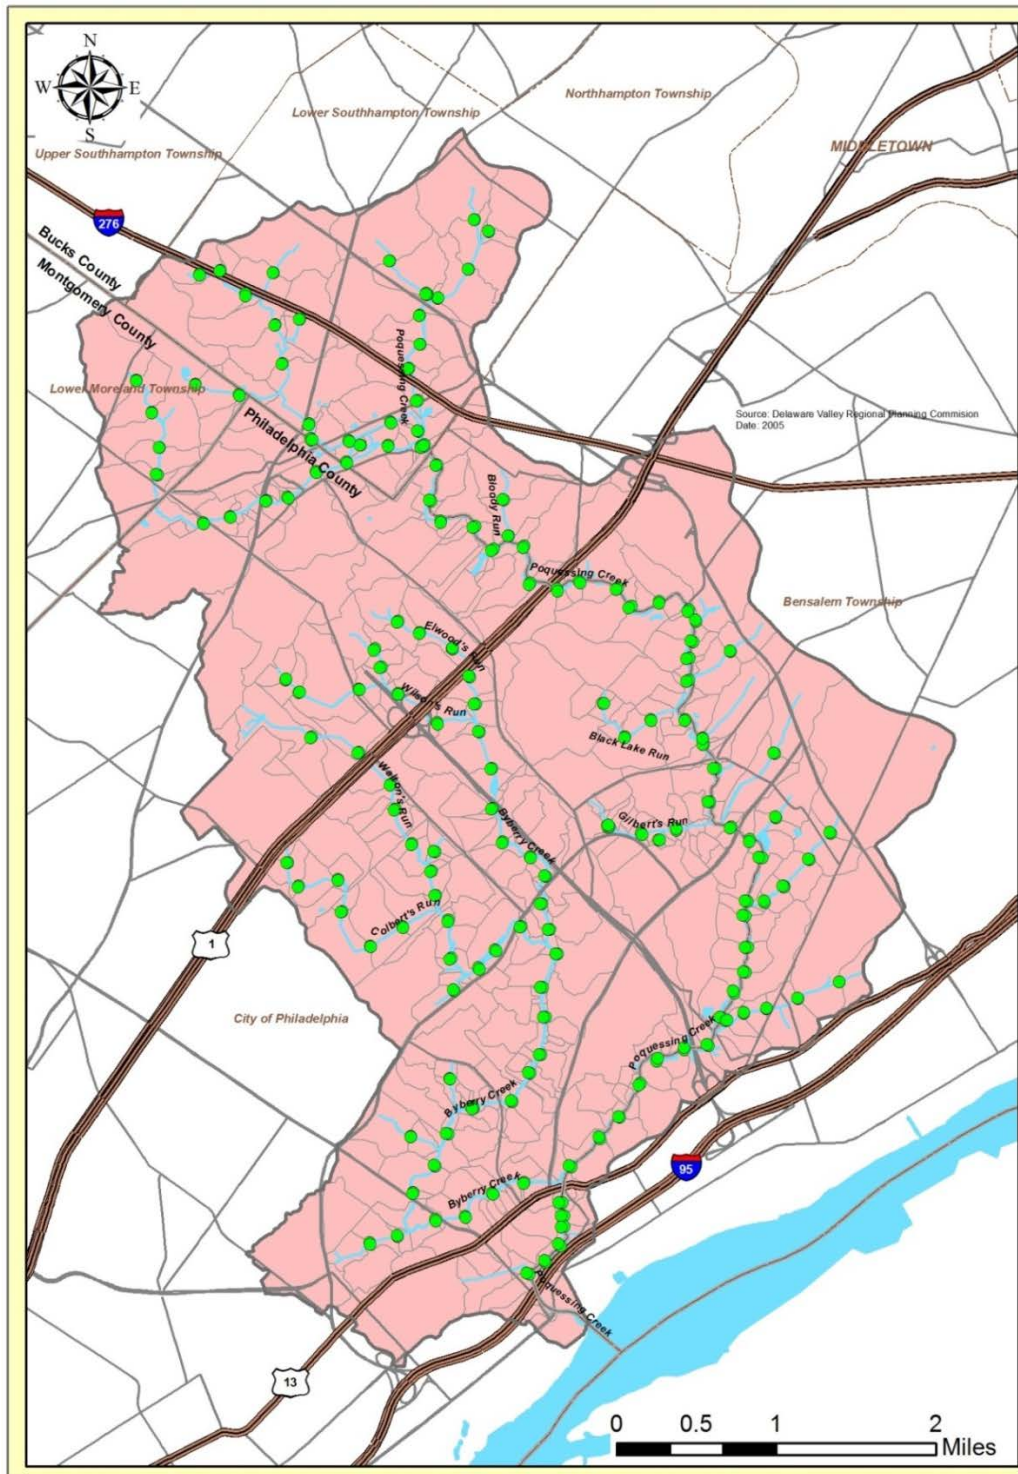 N
W E
S
Northhampton Township
Lower Southhampton Township
MIDDLETOWN
Upper Southhampton Township
276
Bucks County
Montgomery County
Poquessing Creek
Lower Moreland Township
Source: Delaware Valley Regional Planning Commision
Date: 2005
Philadelphia County
Bloody Run
Poquessing Creek
Bensalem Township
Elwood's Run
Wilson's Run
Black Lake Run
Walton's Run
Gilbert's Run
Byberry Creek
Colbert's Run
1
City of Philadelphia
Poquessing Creek
Byberry Creek
95
Byberry Creek
Poquessing Creek
13
0 0.5 1 2
Miles